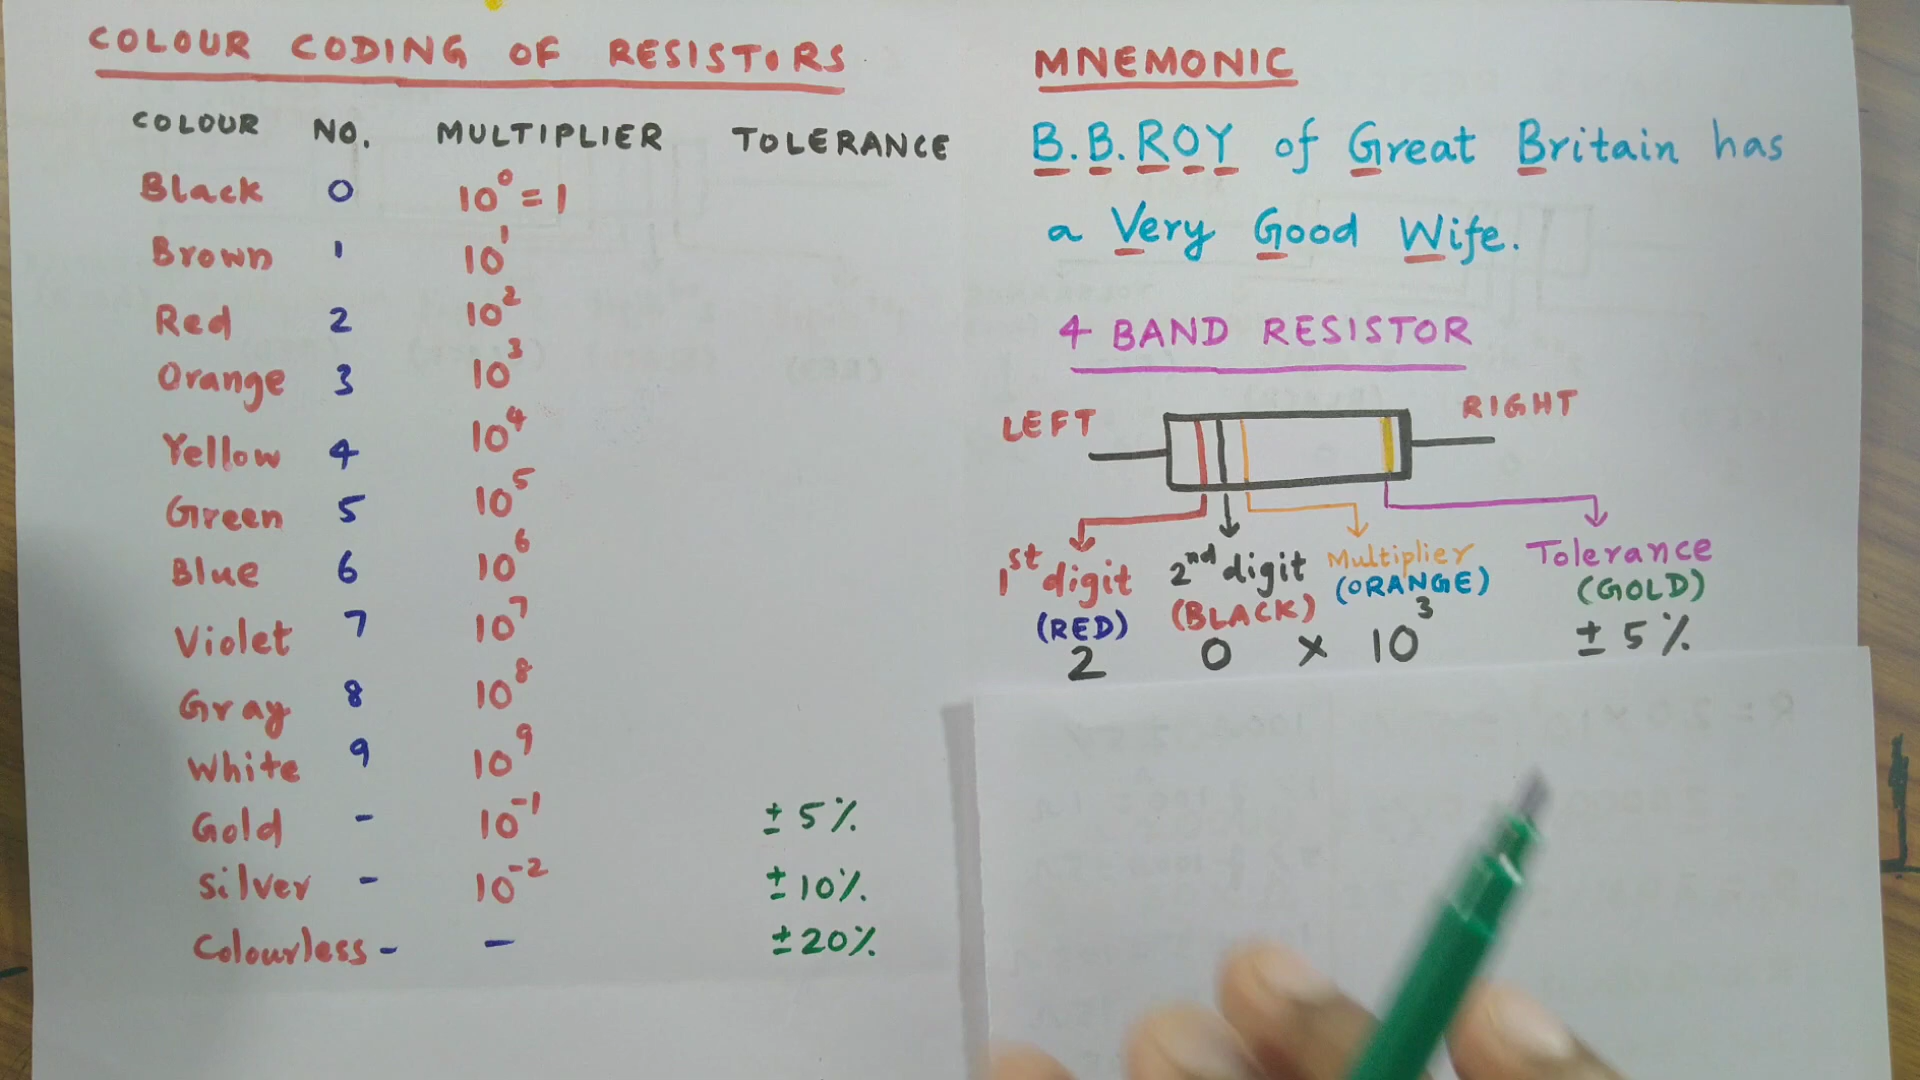 COLOUR CODING OF RESISTORS
COLOUR NO. MULTIPLIER TOLERANCE
Black 0 10⁰ = 1
Brown 1 10¹
Red 2 10²
Orange 3 10³
Yellow 4 10⁴
Green 5 10⁵
Blue 6 10⁶
Violet 7 10⁷
Gray 8 10⁸
White 9 10⁹
Gold - 10⁻¹ ± 5%
Silver - 10⁻² ± 10%
Colourless - - ± 20%
MNEMONIC
B.B.ROY of Great Britain has
a Very Good Wife.
4 BAND RESISTOR
LEFT RIGHT
1st digit 2nd digit Multiplier Tolerance
(RED) (BLACK) (ORANGE) (GOLD)
2 0 × 10³ ± 5%